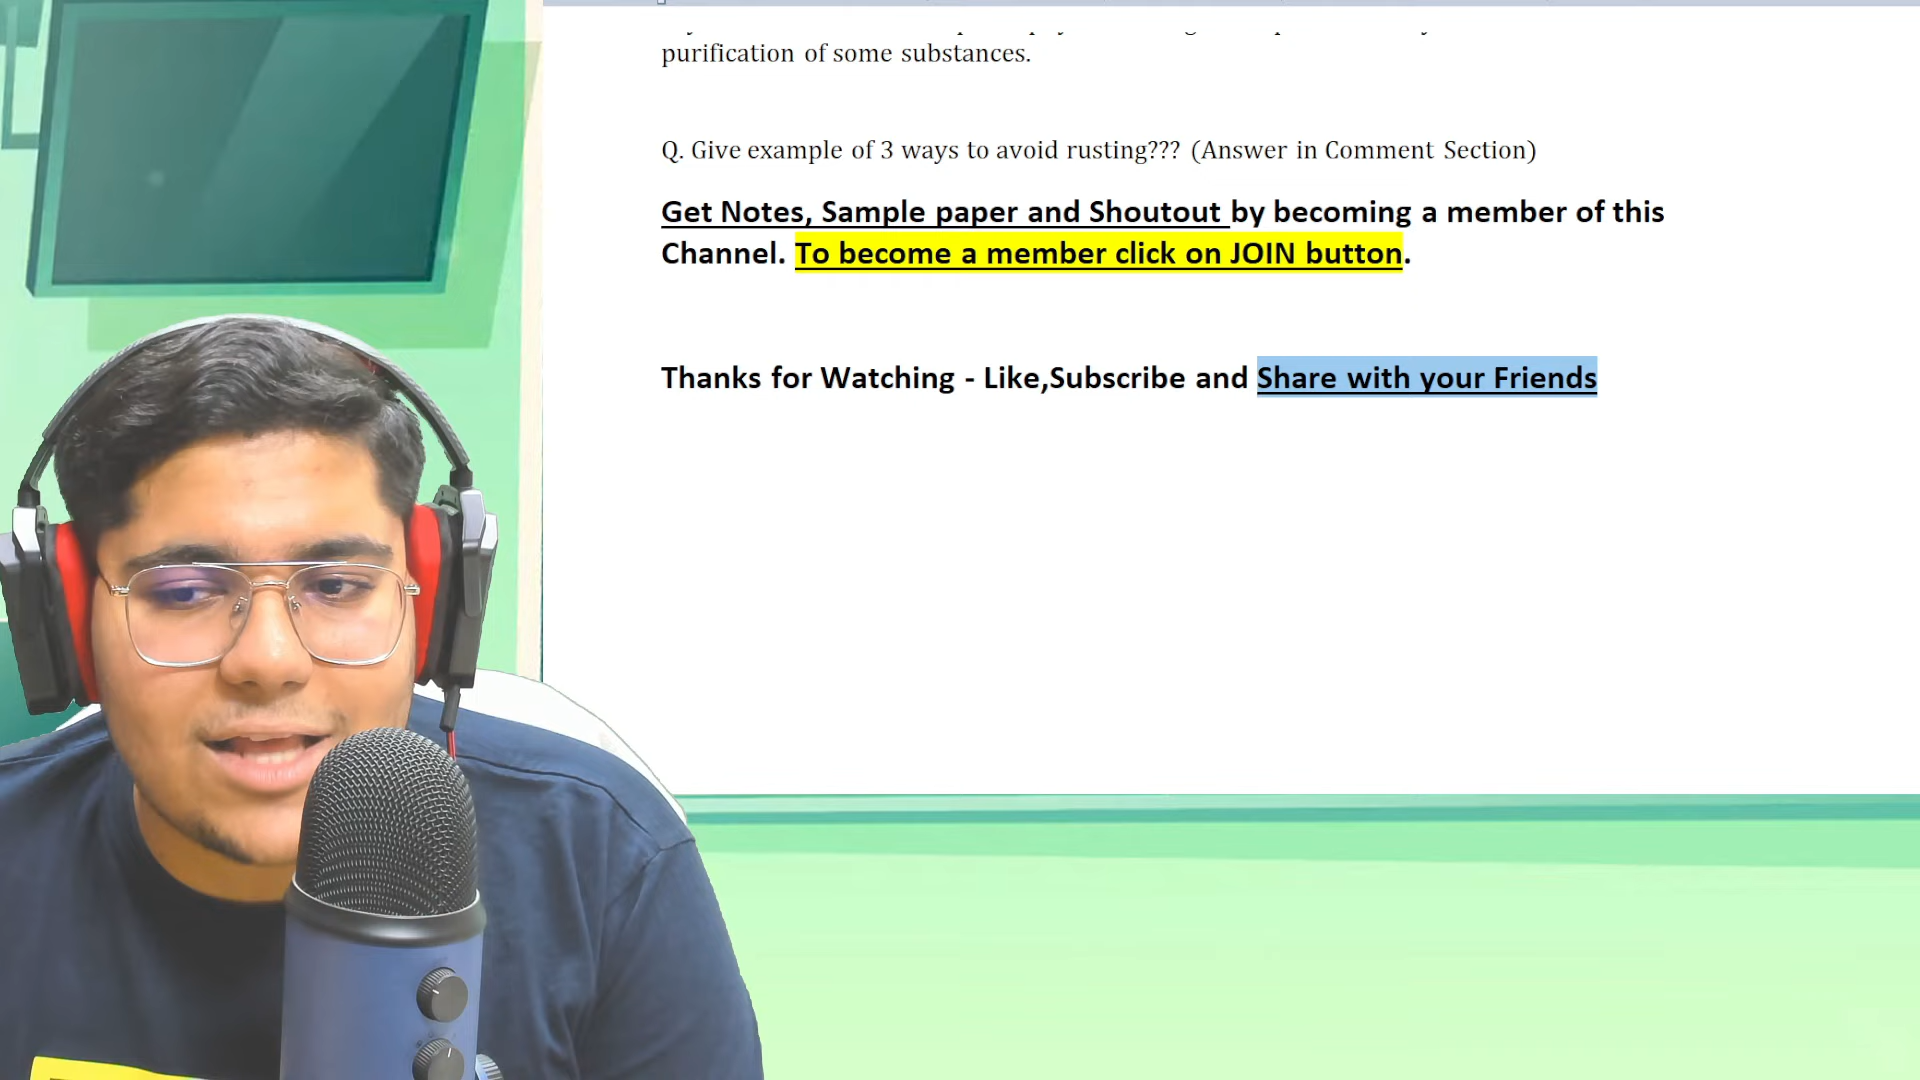 purification of some substances.
Q. Give example of 3 ways to avoid rusting??? (Answer in Comment Section)
Get Notes, Sample paper and Shoutout by becoming a member of this
Channel. To become a member click on JOIN button.
Thanks for Watching - Like,Subscribe and Share with your Friends